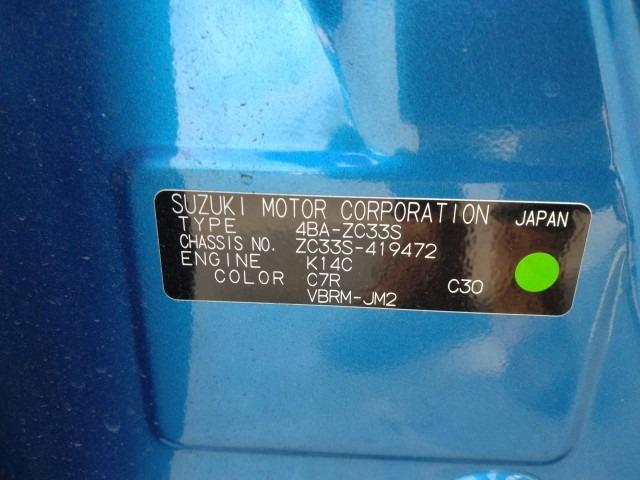 SUZUKI MOTOR CORPORATION JAPAN
TYPE 4BA-ZC33S
CHASSIS NO. ZC33S-419472
ENGINE K14C
COLOR C7R C30
VBRM-JM2